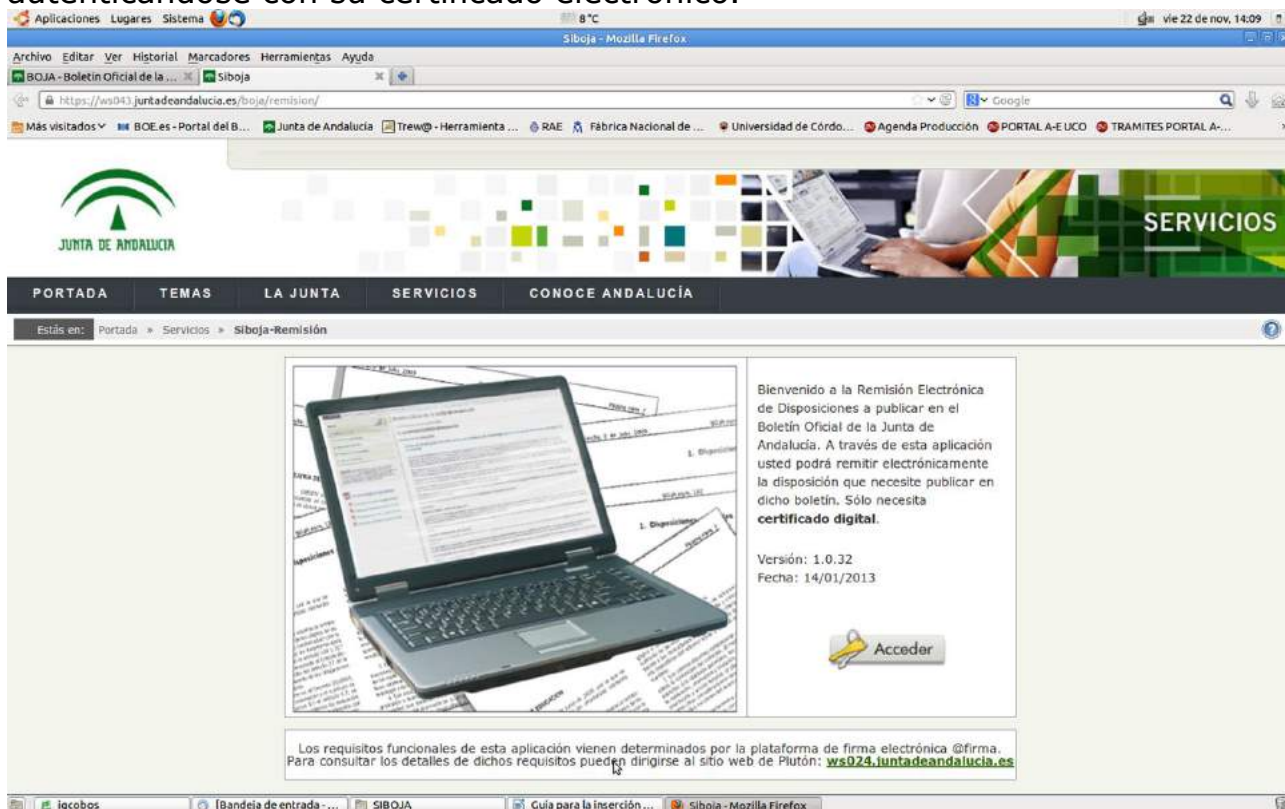 autenticándose con su certificado electrónico.
Aplicaciones Lugares Sistema 8 °C vie 22 de nov, 14:09
Siboja - Mozilla Firefox
Archivo Editar Ver Historial Marcadores Herramientas Ayuda
BOJA - Boletín Oficial de la ... Siboja
https://ws043.juntadeandalucia.es/boja/remision/ Google
Más visitados BOE.es - Portal del B... Junta de Andalucía Trew@ - Herramienta ... RAE Fábrica Nacional de ... Universidad de Córdo... Agenda Producción PORTAL A-E UCO TRAMITES PORTAL A-...
SERVICIOS
JUNTA DE ANDALUCIA
PORTADA TEMAS LA JUNTA SERVICIOS CONOCE ANDALUCÍA
Estás en: Portada » Servicios » Siboja-Remisión
Bienvenido a la Remisión Electrónica
de Disposiciones a publicar en el
Boletín Oficial de la Junta de
Andalucía. A través de esta aplicación
usted podrá remitir electrónicamente
la disposición que necesite publicar en
dicho boletín. Sólo necesita
certificado digital.
Versión: 1.0.32
Fecha: 14/01/2013
Acceder
Los requisitos funcionales de esta aplicación vienen determinados por la plataforma de firma electrónica @firma.
Para consultar los detalles de dichos requisitos pueden dirigirse al sitio web de Plutón: ws024.juntadeandalucia.es
jacobos [Bandeja de entrada - ... SIBOJA Guía para la inserción ... Siboja - Mozilla Firefox